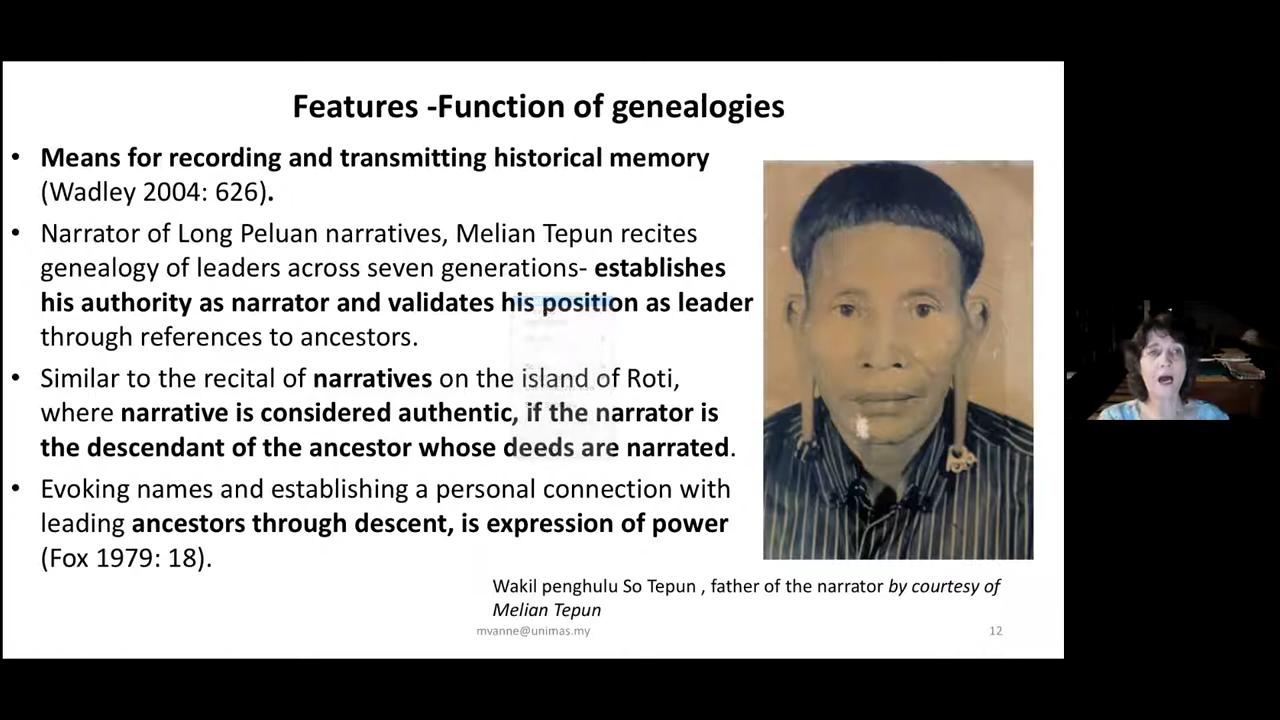 Features -Function of genealogies
• Means for recording and transmitting historical memory
(Wadley 2004: 626).
• Narrator of Long Peluan narratives, Melian Tepun recites
genealogy of leaders across seven generations- establishes
his authority as narrator and validates his position as leader
through references to ancestors.
• Similar to the recital of narratives on the island of Roti,
where narrative is considered authentic, if the narrator is
the descendant of the ancestor whose deeds are narrated.
• Evoking names and establishing a personal connection with
leading ancestors through descent, is expression of power
(Fox 1979: 18).
Wakil penghulu So Tepun , father of the narrator by courtesy of
Melian Tepun
mvanne@unimas.my
12